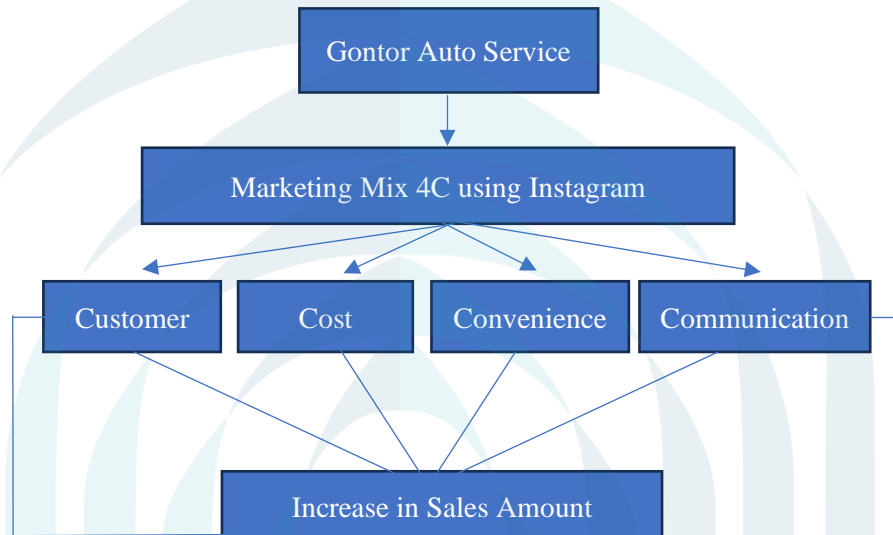 Gontor Auto Service
Marketing Mix 4C using Instagram
Customer
Cost
Convenience
Communication
Increase in Sales Amount